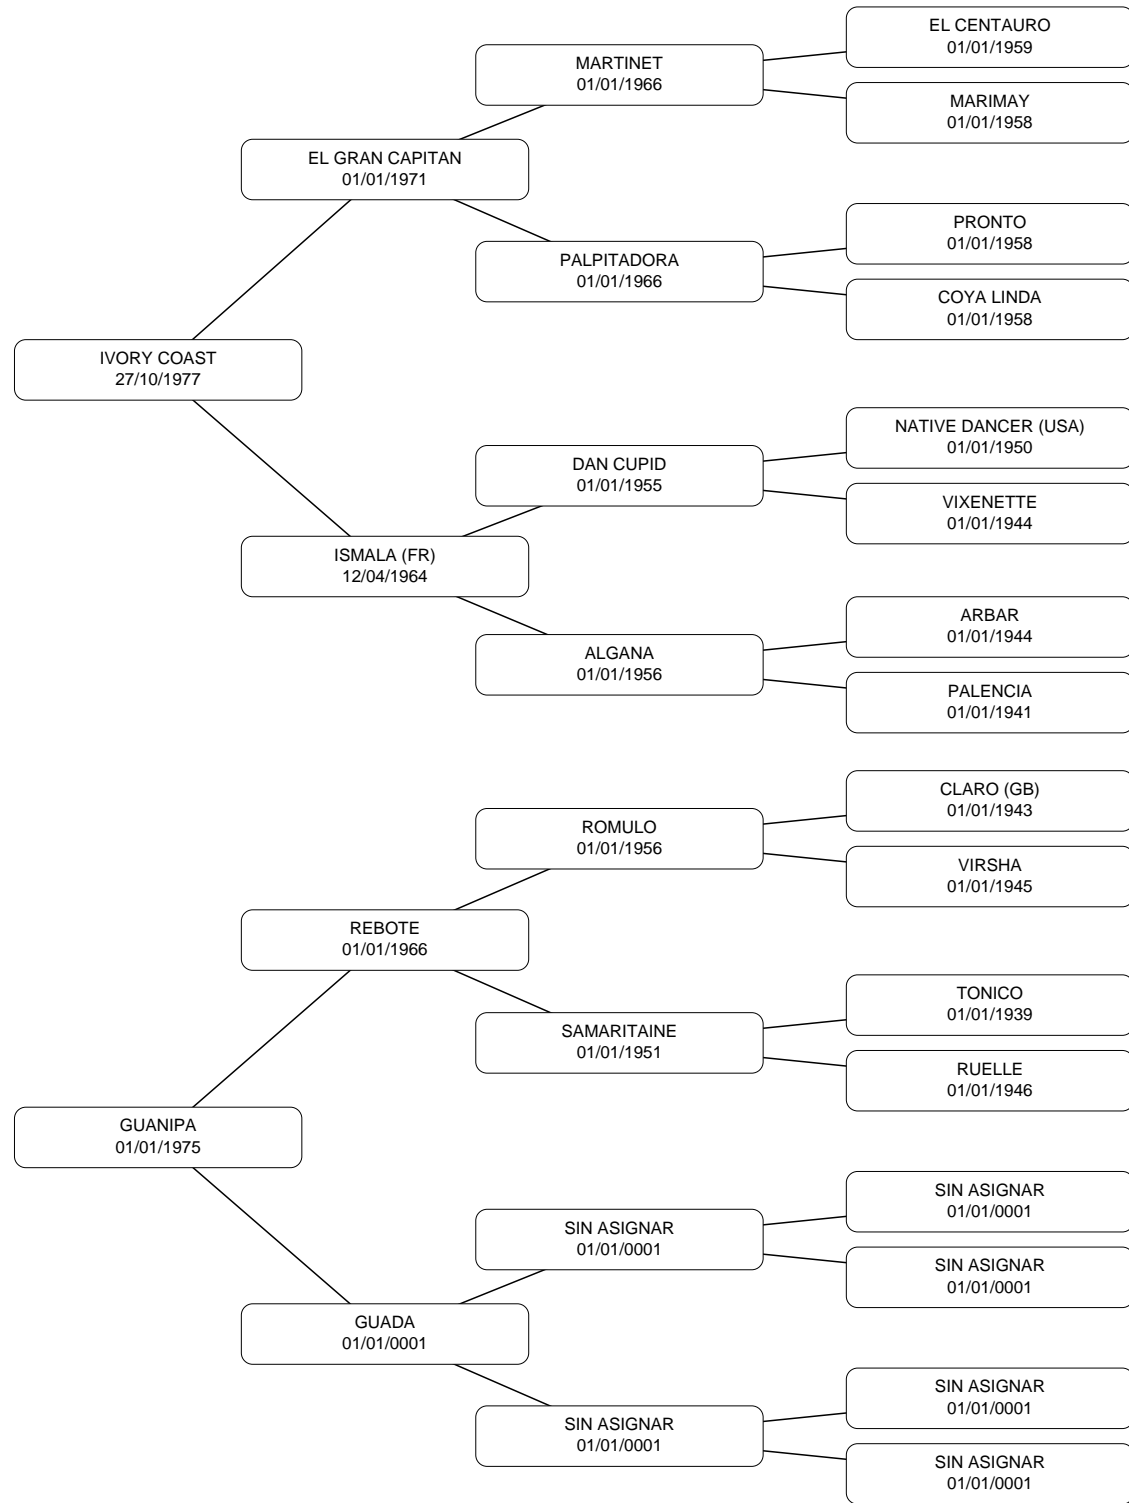 EL CENTAURO
01/01/1959
MARTINET
01/01/1966
MARIMAY
01/01/1958
EL GRAN CAPITAN
01/01/1971
PRONTO
01/01/1958
PALPITADORA
01/01/1966
COYA LINDA
01/01/1958
IVORY COAST
27/10/1977
NATIVE DANCER (USA)
01/01/1950
DAN CUPID
01/01/1955
VIXENETTE
01/01/1944
ISMALA (FR)
12/04/1964
ARBAR
01/01/1944
ALGANA
01/01/1956
PALENCIA
01/01/1941
CLARO (GB)
01/01/1943
ROMULO
01/01/1956
VIRSHA
01/01/1945
REBOTE
01/01/1966
TONICO
01/01/1939
SAMARITAINE
01/01/1951
RUELLE
01/01/1946
GUANIPA
01/01/1975
SIN ASIGNAR
01/01/0001
SIN ASIGNAR
01/01/0001
SIN ASIGNAR
01/01/0001
GUADA
01/01/0001
SIN ASIGNAR
01/01/0001
SIN ASIGNAR
01/01/0001
SIN ASIGNAR
01/01/0001